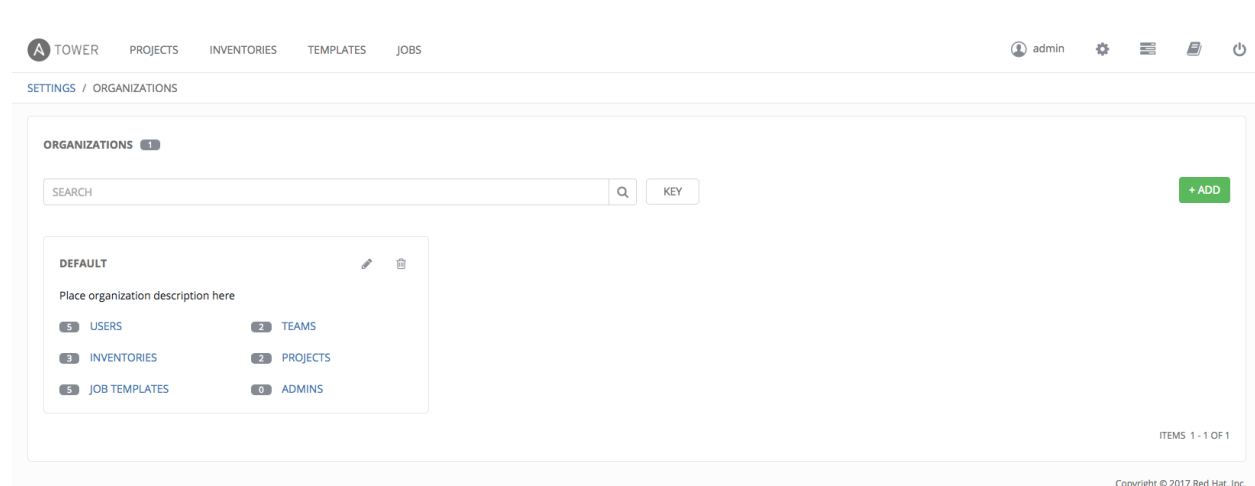 A TOWER PROJECTS INVENTORIES TEMPLATES JOBS admin
SETTINGS / ORGANIZATIONS
ORGANIZATIONS 1
SEARCH KEY + ADD
DEFAULT
Place organization description here
5 USERS 2 TEAMS
3 INVENTORIES 2 PROJECTS
5 JOB TEMPLATES 0 ADMINS
ITEMS 1 - 1 OF 1
Copyright © 2017 Red Hat, Inc.